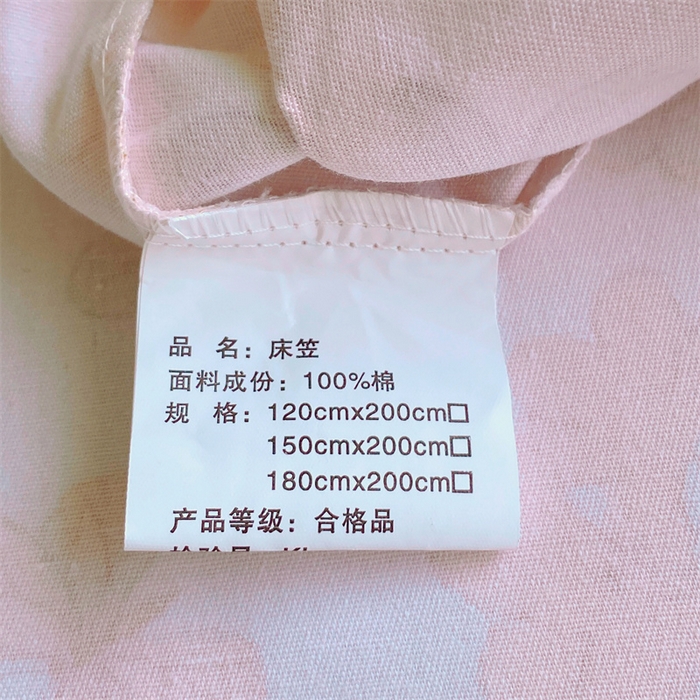 品 名：床笠
面料成份：100%棉
规 格：120cmx200cm□
150cmx200cm□
180cmx200cm□
产品等级：合格品